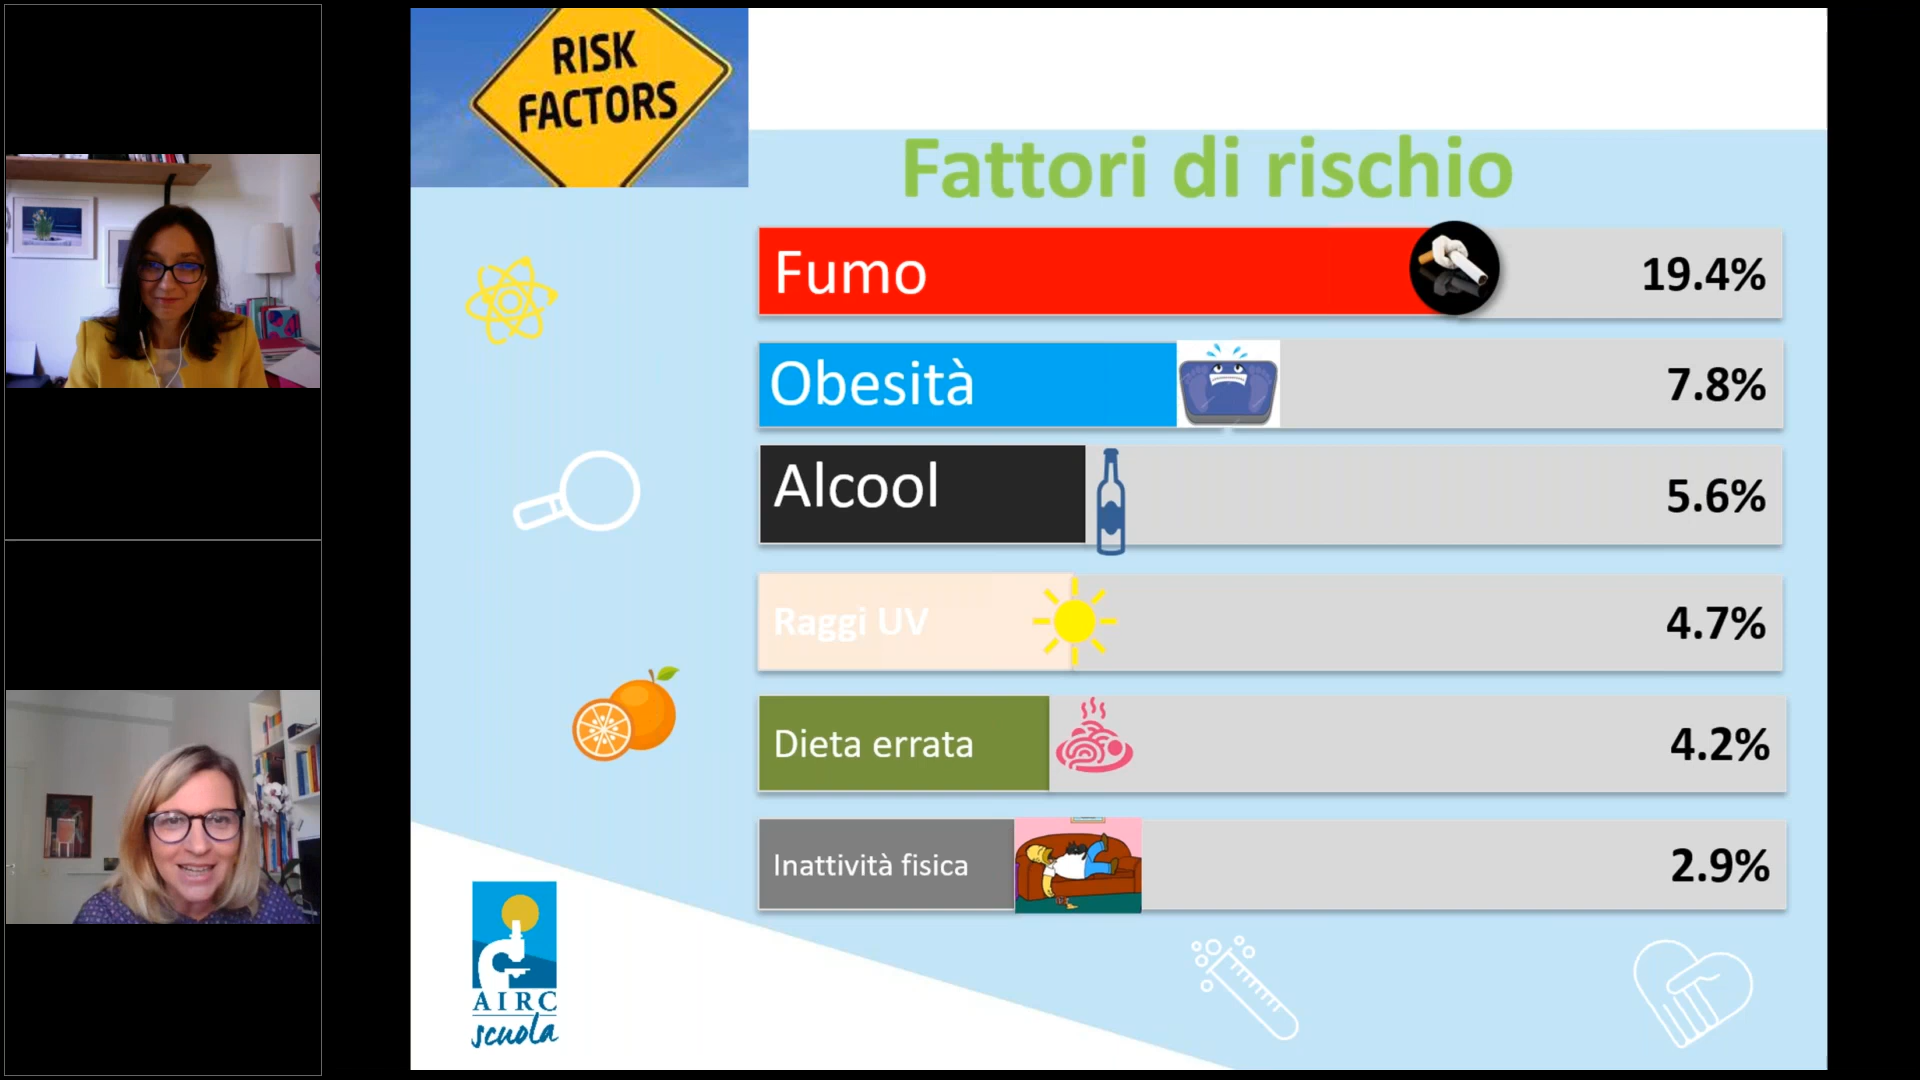 RISK
FACTORS
Fattori di rischio
Fumo
19.4%
Obesità
7.8%
Alcool
5.6%
Raggi UV
4.7%
Dieta errata
4.2%
Inattività fisica
2.9%
AIRC
scuola